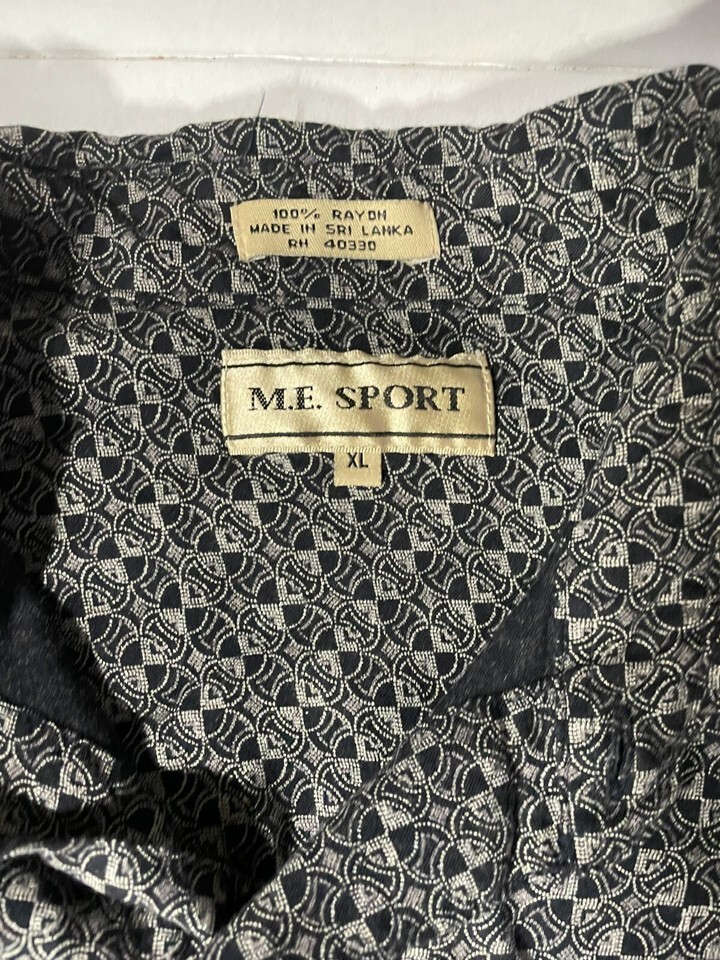 100% RAYON
MADE IN SRI LANKA
RH 40330
M.E. SPORT
XL